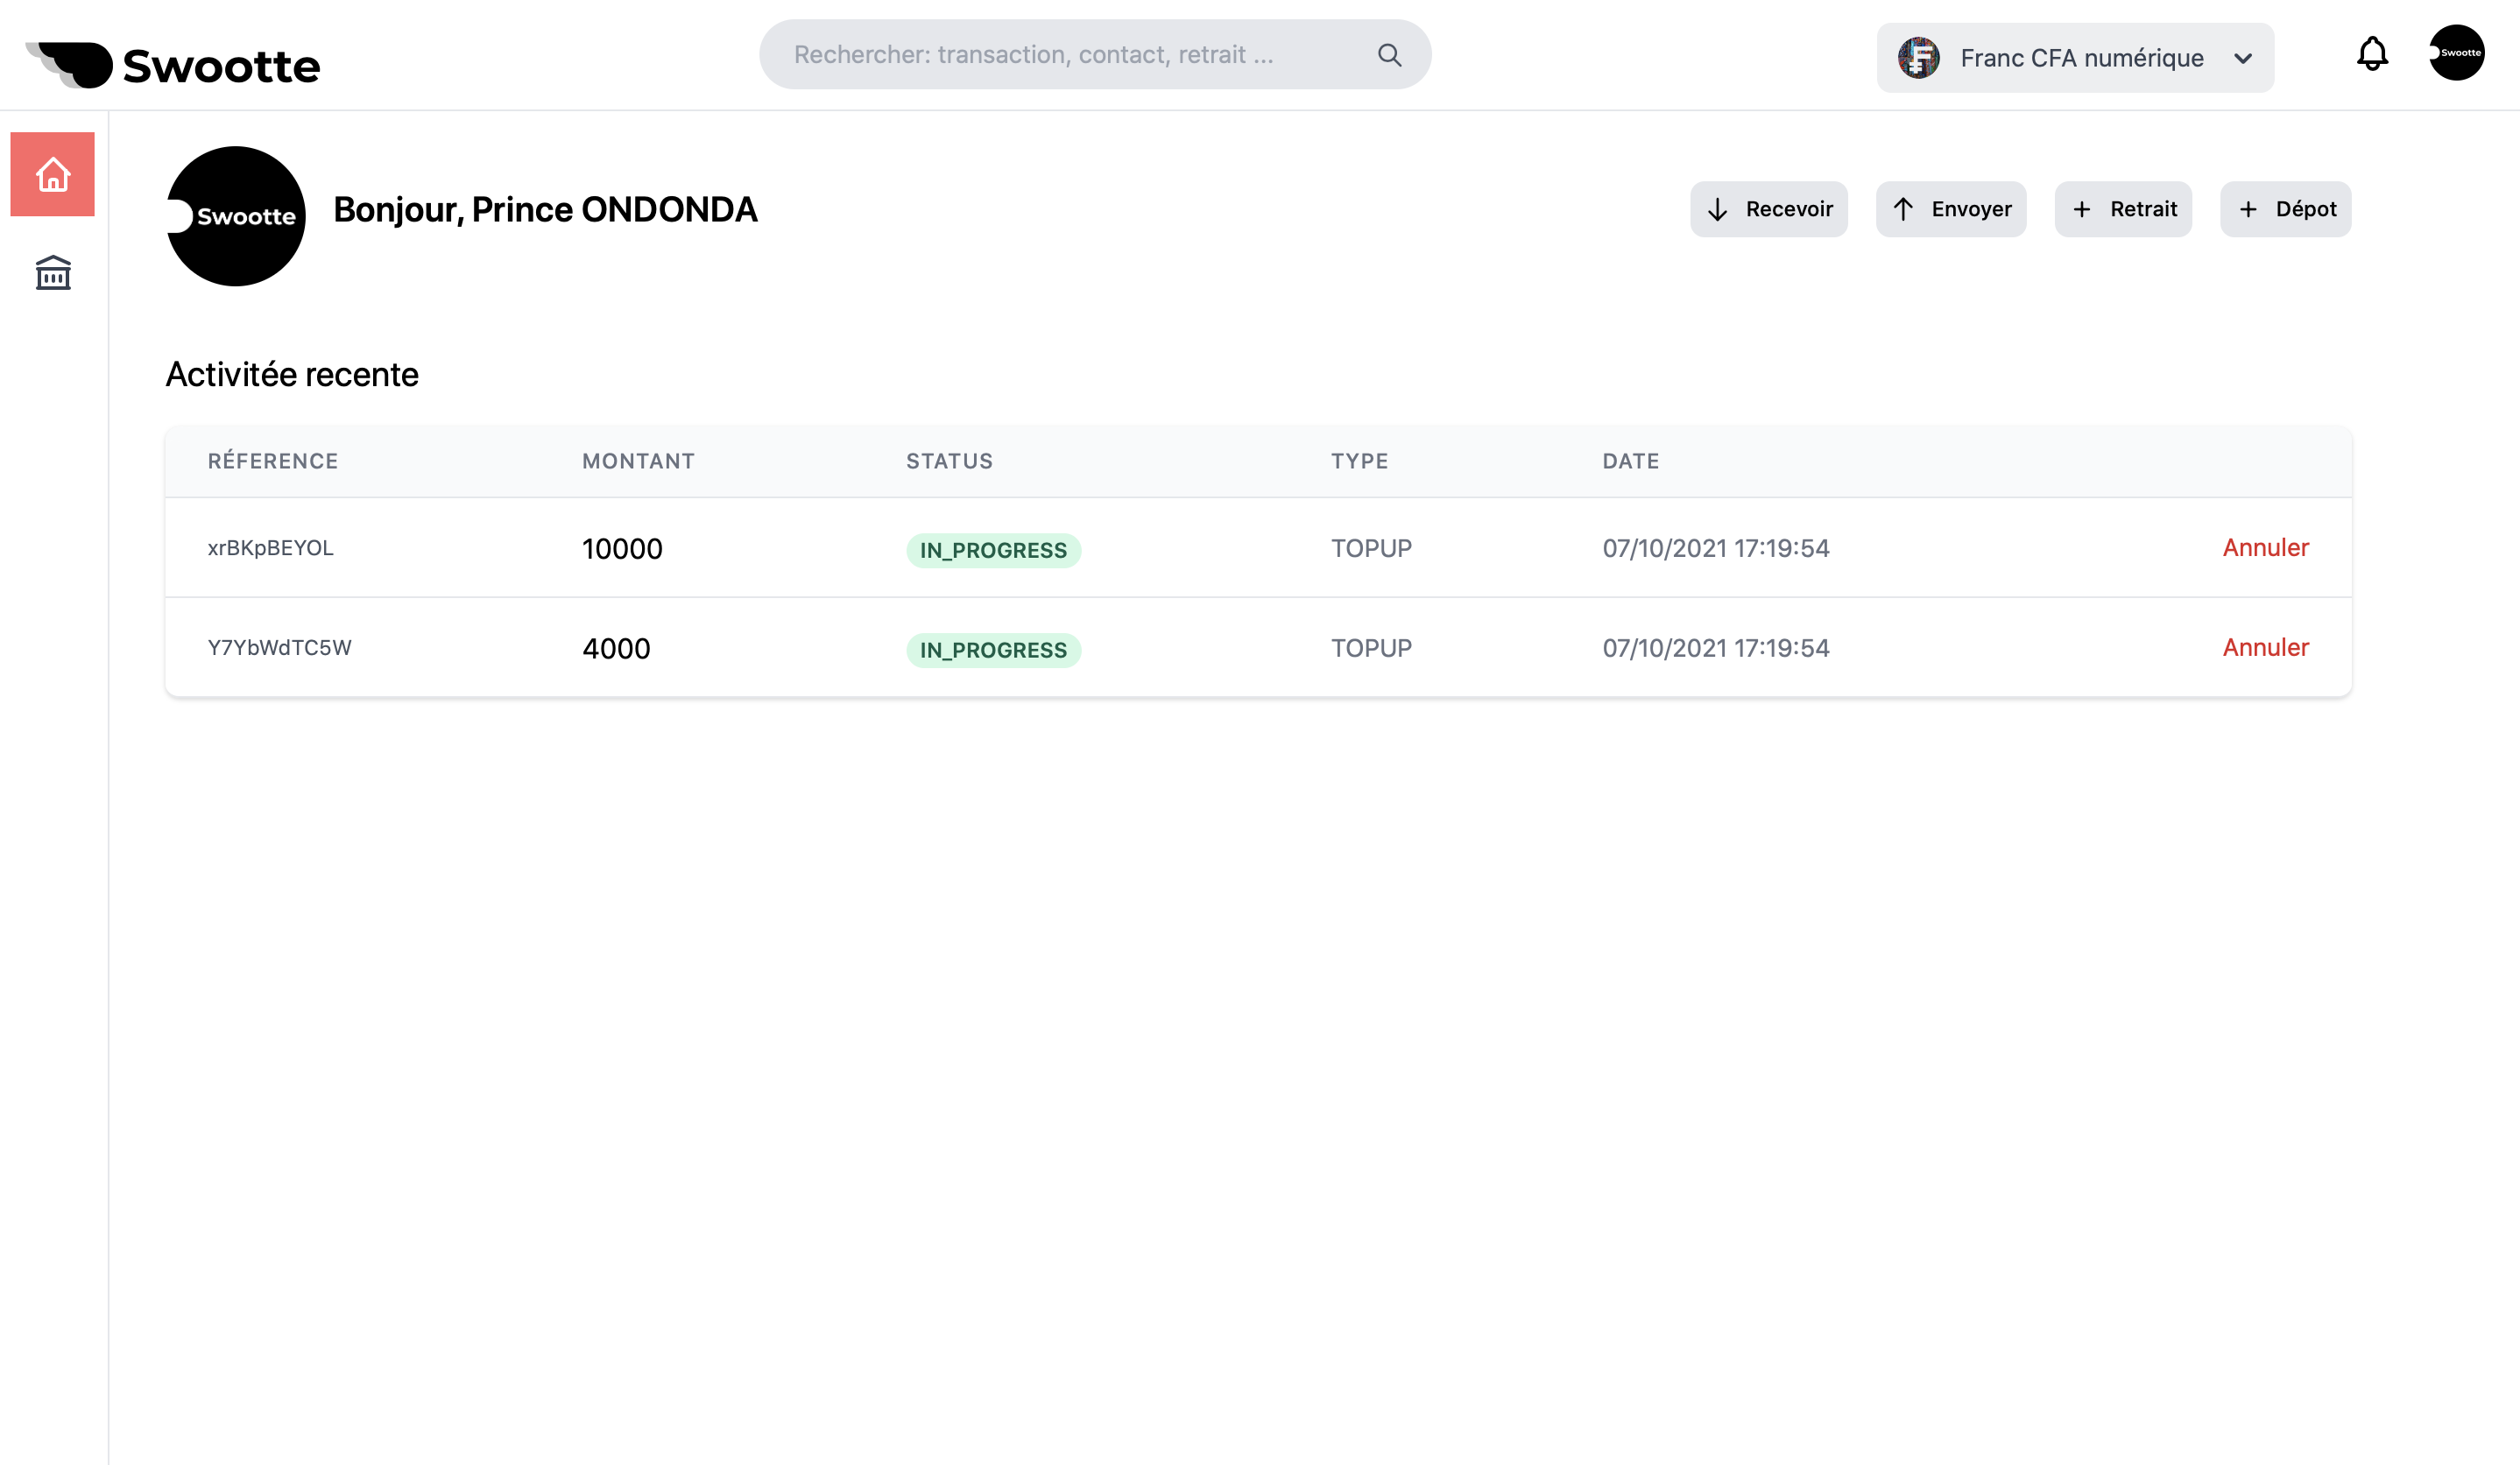 Swootte
Rechercher: transaction, contact, retrait ...
Franc CFA numérique
Swootte
Swootte
Bonjour, Prince ONDONDA
Recevoir
Envoyer
Retrait
Dépot
Activitée recente
RÉFERENCE MONTANT STATUS TYPE DATE
xrBKpBEYOL 10000 IN_PROGRESS TOPUP 07/10/2021 17:19:54 Annuler
Y7YbWdTC5W 4000 IN_PROGRESS TOPUP 07/10/2021 17:19:54 Annuler